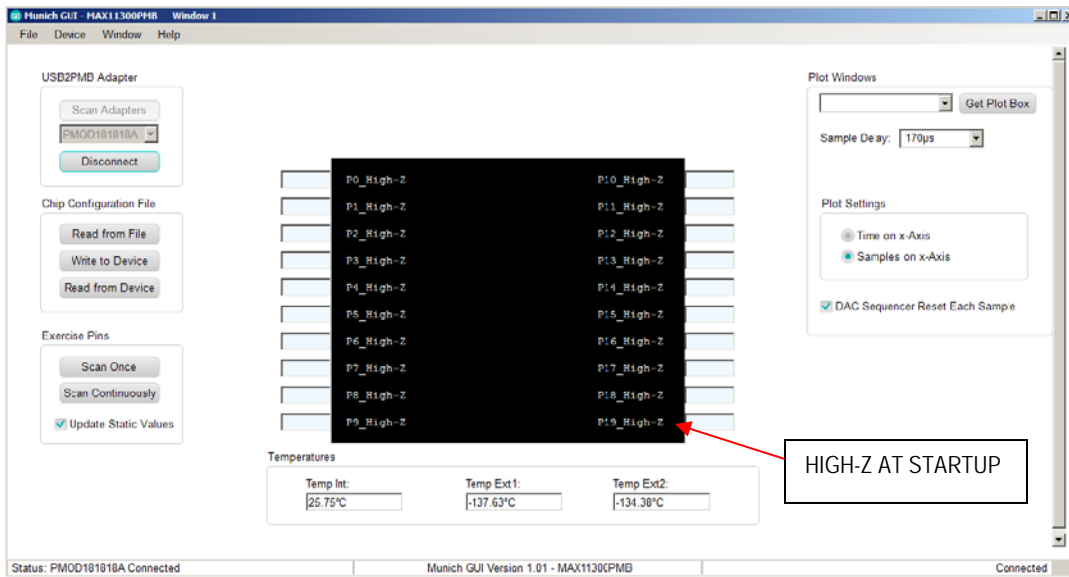 Munich GUI - MAX11300PMB Window 1
File Device Window Help
USB2PMB Adapter
Scan Adapters
PMOD181818A
Disconnect
Chip Configuration File
Read from File
Write to Device
Read from Device
Exercise Pins
Scan Once
Scan Continuously
Update Static Values
P0_High-Z P10_High-Z
P1_High-Z P11_High-Z
P2_High-Z P12_High-Z
P3_High-Z P13_High-Z
P4_High-Z P14_High-Z
P5_High-Z P15_High-Z
P6_High-Z P16_High-Z
P7_High-Z P17_High-Z
P8_High-Z P18_High-Z
P9_High-Z P19_High-Z
Temperatures
Temp Int: Temp Ext1: Temp Ext2:
25.75°C -137.63°C -134.38°C
Plot Windows
Get Plot Box
Sample Delay: 170µs
Plot Settings
Time on x-Axis
Samples on x-Axis
DAC Sequencer Reset Each Sample
HIGH-Z AT STARTUP
Status: PMOD181818A Connected Munich GUI Version 1.01 - MAX11300PMB Connected